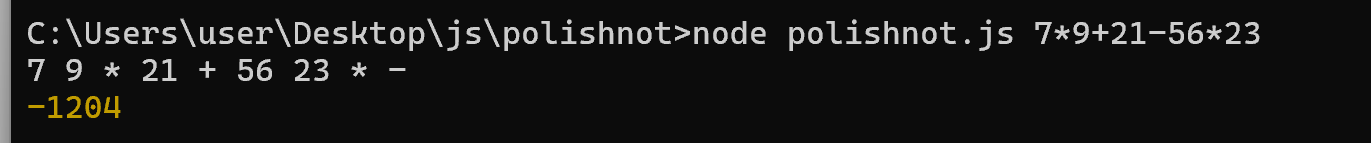 C:\Users\user\Desktop\js\polishnot>node polishnot.js 7*9+21-56*23
7 9 * 21 + 56 23 * -
-1204